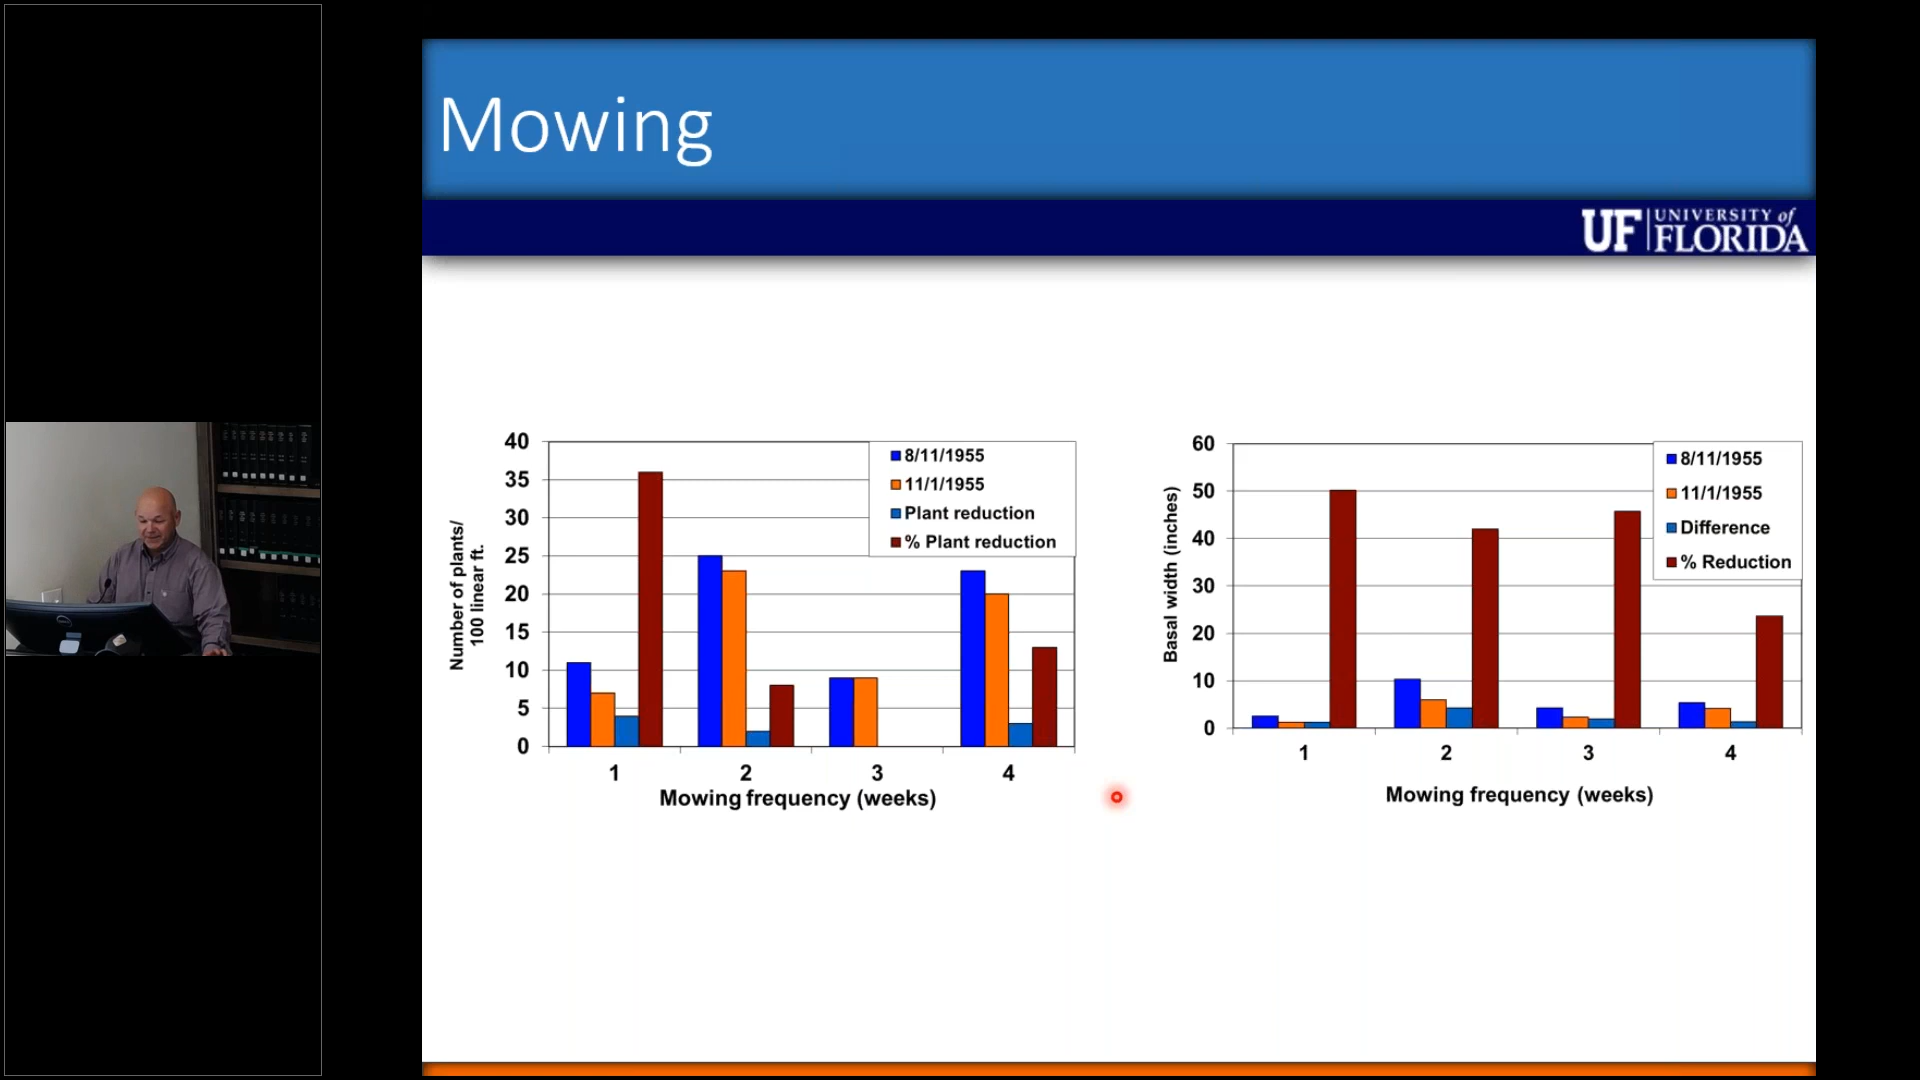 Mowing
UF UNIVERSITY of
FLORIDA
40
35
30
25
20
15
10
5
0
Number of plants/
100 linear ft.
8/11/1955
11/1/1955
Plant reduction
% Plant reduction
1 2 3 4
Mowing frequency (weeks)
60
50
40
30
20
10
0
Basal width (inches)
8/11/1955
11/1/1955
Difference
% Reduction
1 2 3 4
Mowing frequency (weeks)